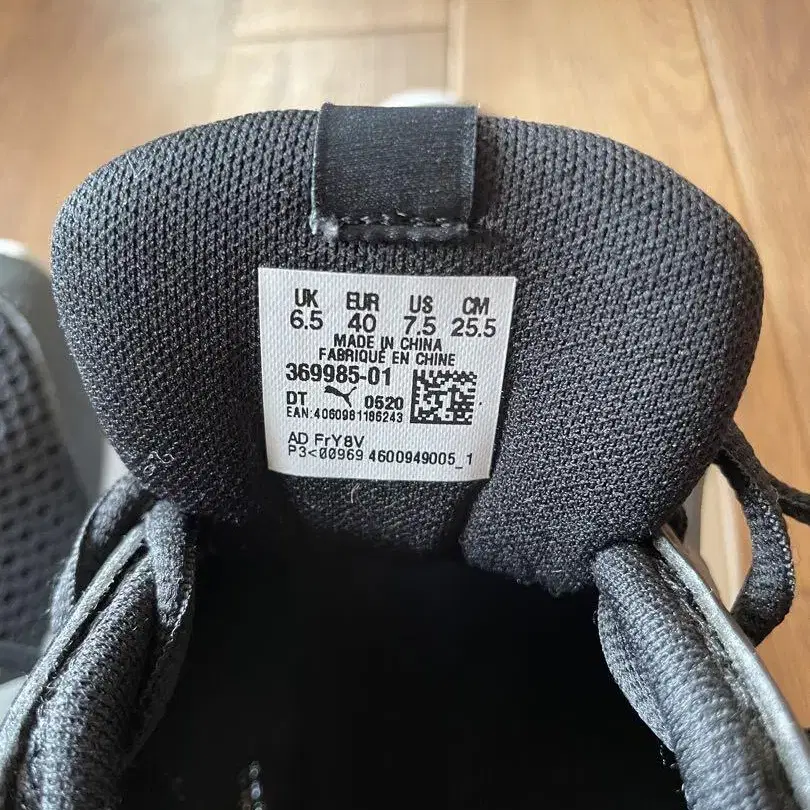 UK EUR US CM
6.5 40 7.5 25.5
MADE IN CHINA
FABRIQUÉ EN CHINE
369985-01
DT 0520
EAN:4060981186243
AD FrY8V
P3<00969 4600949005_1